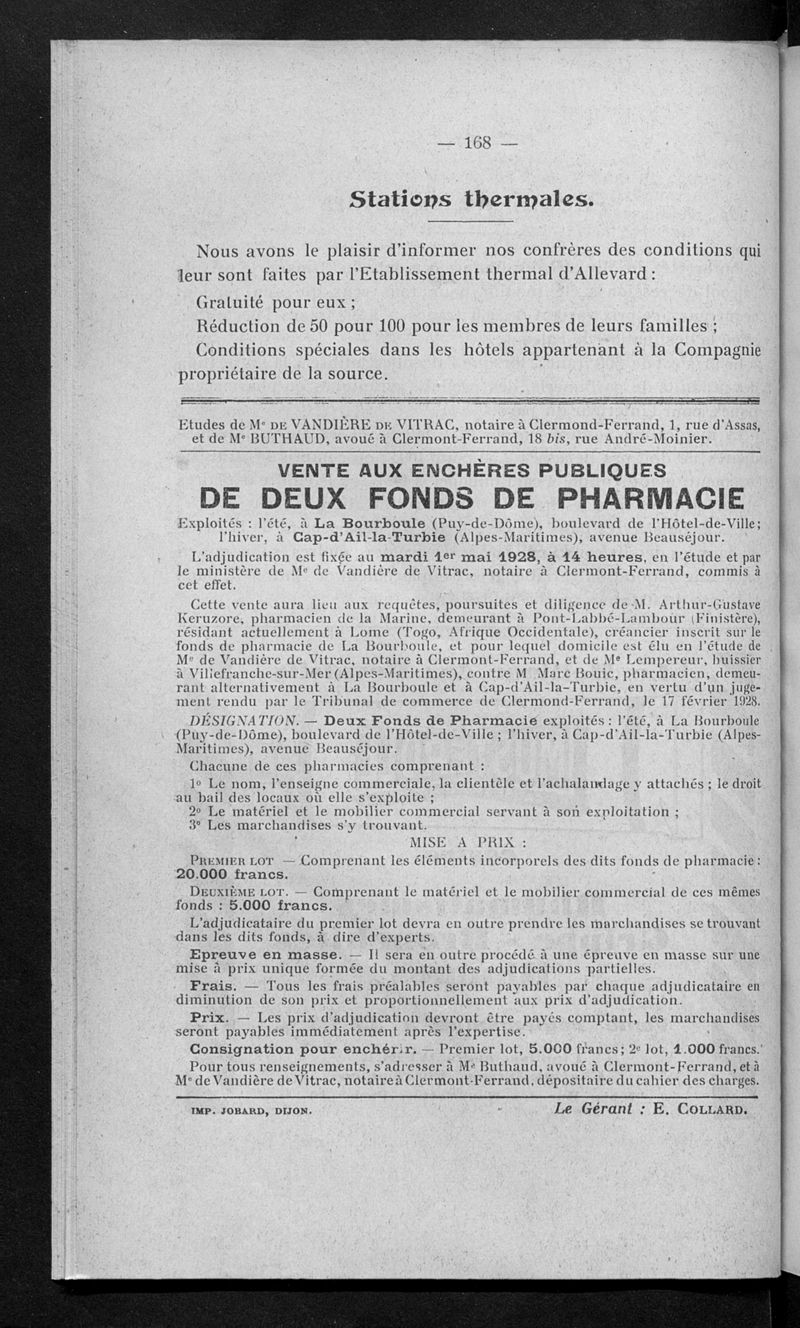 — 168 —
Stations thermales.
Nous avons le plaisir d'informer nos confrères des conditions qui
leur sont faites par l'Etablissement thermal d'Allevard :
Gratuité pour eux ;
Réduction de 50 pour 100 pour les membres de leurs familles ;
Conditions spéciales dans les hôtels appartenant à la Compagnie
propriétaire de la source.
Etudes de Me DE VANDIÈRE DE VITRAC, notaire à Clermond-Ferrand, 1, rue d'Assas,
et de Me BUTHAUD, avoué à Clermont-Ferrand, 18 bis, rue André-Moinier.
VENTE AUX ENCHÈRES PUBLIQUES
DE DEUX FONDS DE PHARMACIE
Exploités : l'été, à La Bourboule (Puy-de-Dôme), boulevard de l'Hôtel-de-Ville;
l'hiver, à Cap-d'Ail-la-Turbie (Alpes-Maritimes), avenue Beauséjour.
L'adjudication est fixée au mardi 1er mai 1928, à 14 heures, en l'étude et par
le ministère de Me de Vandière de Vitrac, notaire à Clermont-Ferrand, commis à
cet effet.
Cette vente aura lieu aux requêtes, poursuites et diligence de M. Arthur-Gustave
Keruzore, pharmacien de la Marine, demeurant à Pont-Labbé-Lambour (Finistère),
résidant actuellement à Lome (Togo, Afrique Occidentale), créancier inscrit sur le
fonds de pharmacie de La Bourboule, et pour lequel domicile est élu en l'étude de
Me de Vandière de Vitrac, notaire à Clermont-Ferrand, et de Me Lempereur, huissier
à Villefranche-sur-Mer (Alpes-Maritimes), contre M Marc Bouic, pharmacien, demeu-
rant alternativement à La Bourboule et à Cap-d'Ail-la-Turbie, en vertu d'un juge-
ment rendu par le Tribunal de commerce de Clermond-Ferrand, le 17 février 1928.
DÉSIGNATION. — Deux Fonds de Pharmacie exploités : l'été, à La Bourboule
(Puy-de-Dôme), boulevard de l'Hôtel-de-Ville ; l'hiver, à Cap-d'Ail-la-Turbie (Alpes-
Maritimes), avenue Beauséjour.
Chacune de ces pharmacies comprenant :
1o Le nom, l'enseigne commerciale, la clientèle et l'achalandage y attachés ; le droit
au bail des locaux où elle s'exploite ;
2o Le matériel et le mobilier commercial servant à son exploitation ;
3o Les marchandises s'y trouvant.
MISE A PRIX :
PREMIER LOT — Comprenant les éléments incorporels des dits fonds de pharmacie :
20.000 francs.
DEUXIÈME LOT. — Comprenant le matériel et le mobilier commercial de ces mêmes
fonds : 5.000 francs.
L'adjudicataire du premier lot devra en outre prendre les marchandises se trouvant
dans les dits fonds, à dire d'experts.
Epreuve en masse. — Il sera en outre procédé à une épreuve en masse sur une
mise à prix unique formée du montant des adjudications partielles.
Frais. — Tous les frais préalables seront payables par chaque adjudicataire en
diminution de son prix et proportionnellement aux prix d'adjudication.
Prix. — Les prix d'adjudication devront être payés comptant, les marchandises
seront payables immédiatement après l'expertise.
Consignation pour enchérir. — Premier lot, 5.000 francs; 2e lot, 1.000 francs.
Pour tous renseignements, s'adresser à Me Buthaud, avoué à Clermont-Ferrand, et à
Me de Vandière de Vitrac, notaire à Clermont-Ferrand, dépositaire du cahier des charges.
IMP. JOBARD, DIJON.
Le Gérant : E. COLLARD.